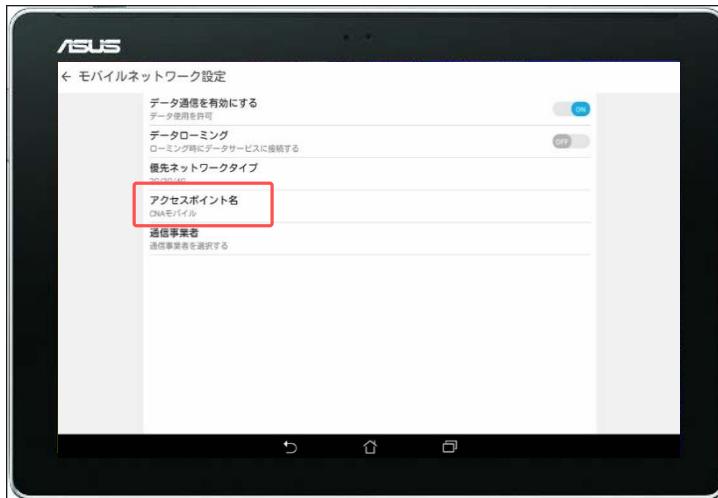 ASUS
← モバイルネットワーク設定
データ通信を有効にする
データ使用を許可
ON
データローミング
ローミング時にデータサービスに接続する
OFF
優先ネットワークタイプ
2G/3G/4G
アクセスポイント名
CNAモバイル
通信事業者
通信事業者を選択する